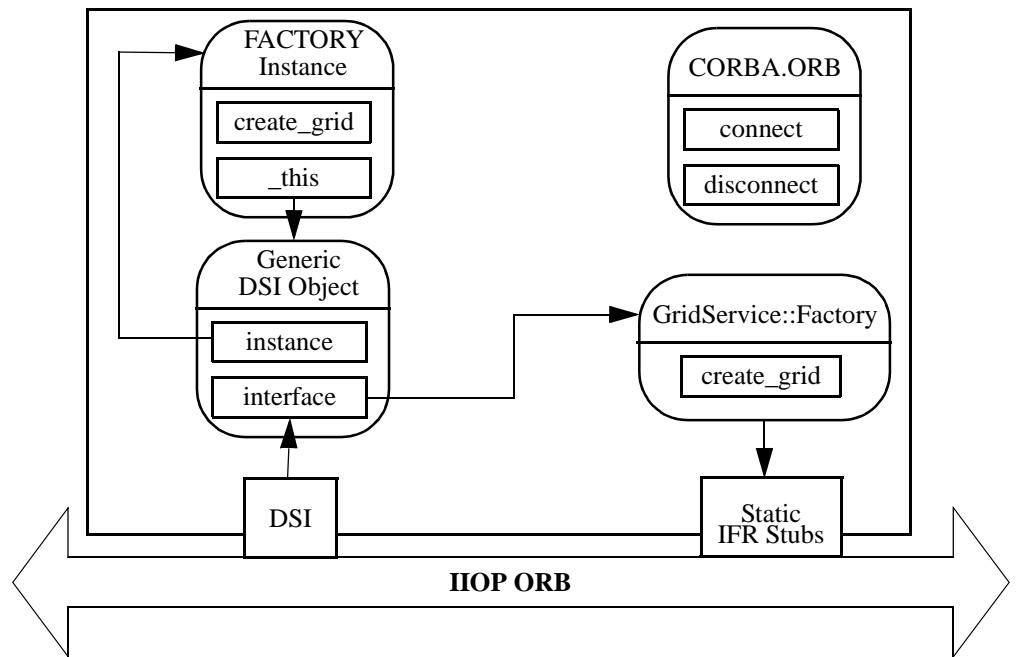 FACTORY
Instance
create_grid
_this
CORBA.ORB
connect
disconnect
Generic
DSI Object
instance
interface
GridService::Factory
create_grid
DSI
Static
IFR Stubs
IIOP ORB